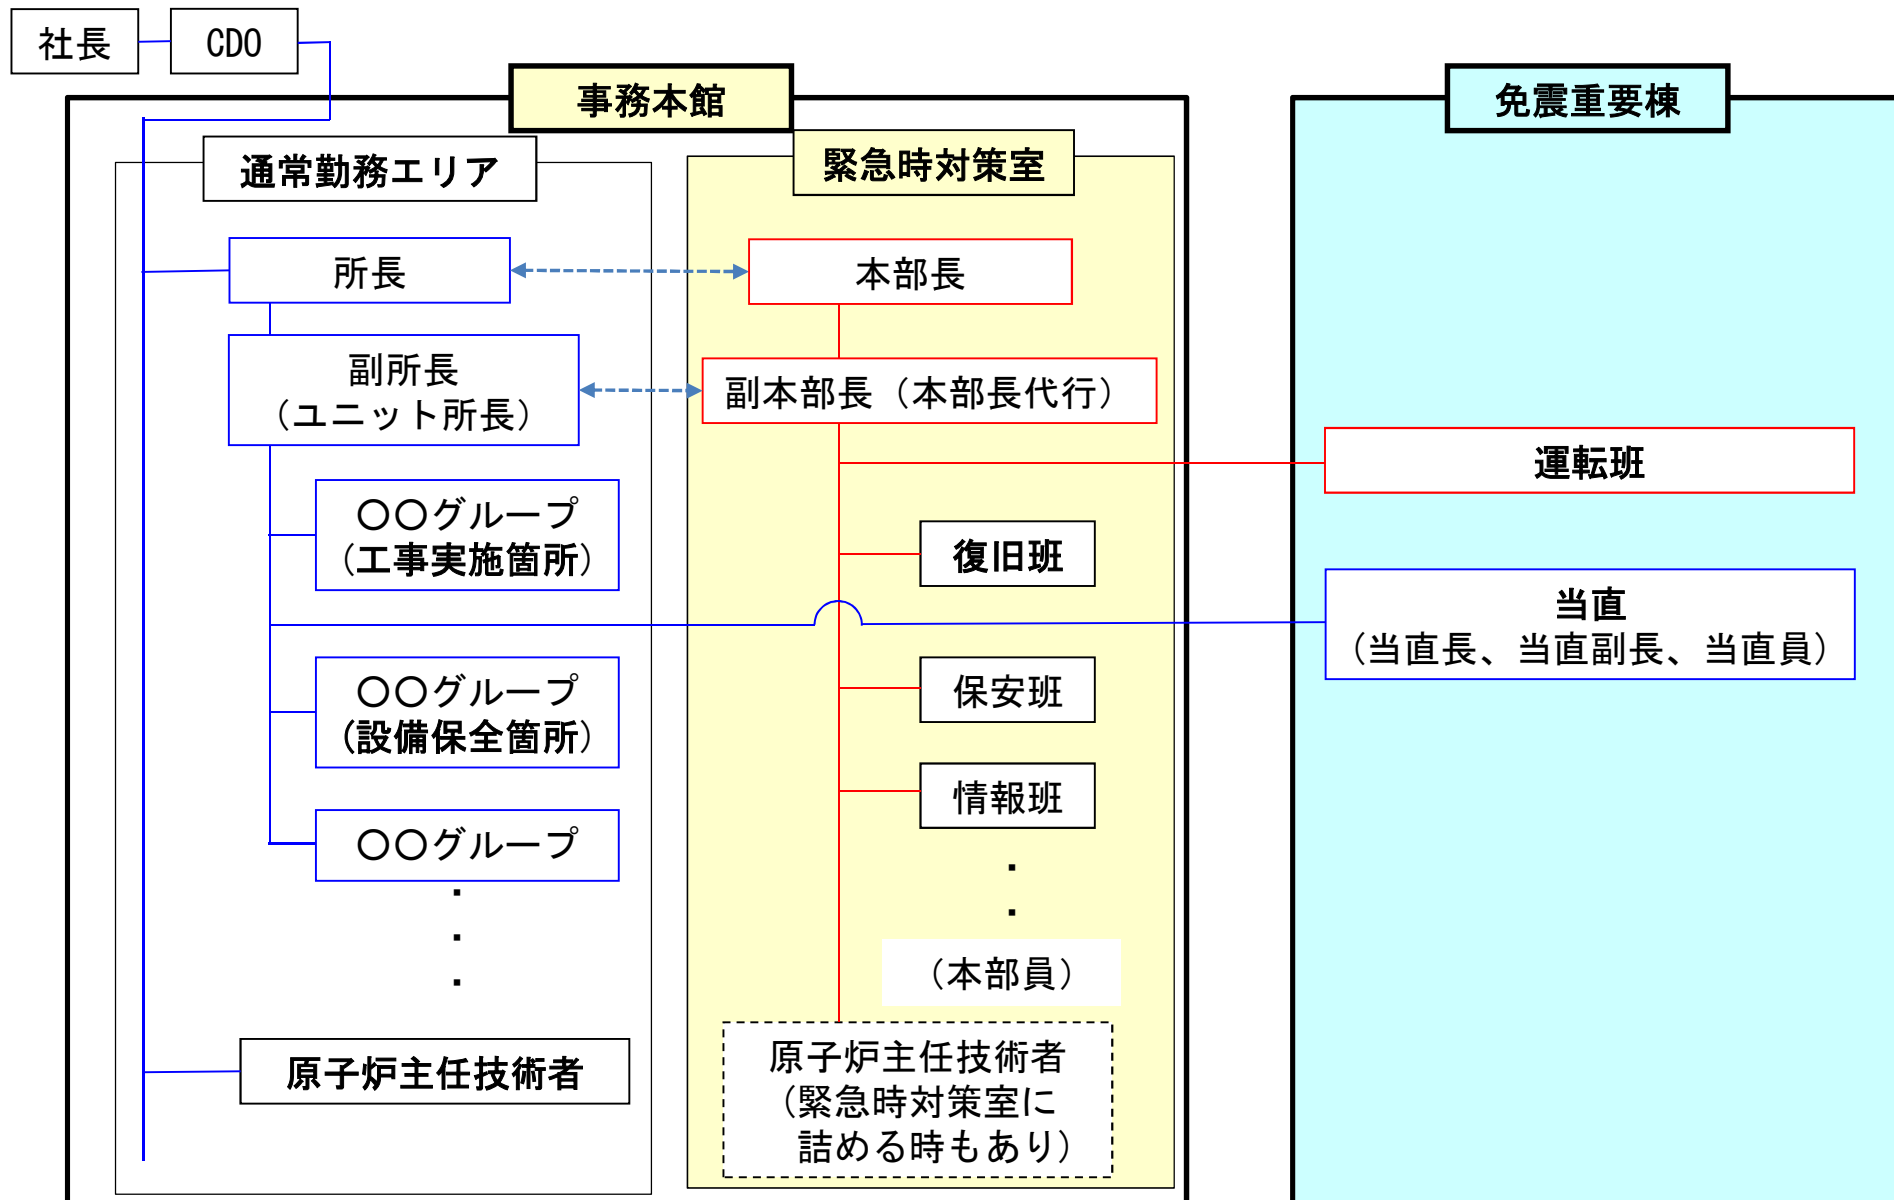 社長
CDO
事務本館
免震重要棟
通常勤務エリア
緊急時対策室
所長
本部長
副所長
（ユニット所長）
副本部長（本部長代行）
運転班
〇〇グループ
（工事実施箇所）
復旧班
当直
（当直長、当直副長、当直員）
〇〇グループ
（設備保全箇所）
保安班
情報班
〇〇グループ
・
・
・
・
・
（本部員）
原子炉主任技術者
原子炉主任技術者
（緊急時対策室に
詰める時もあり）